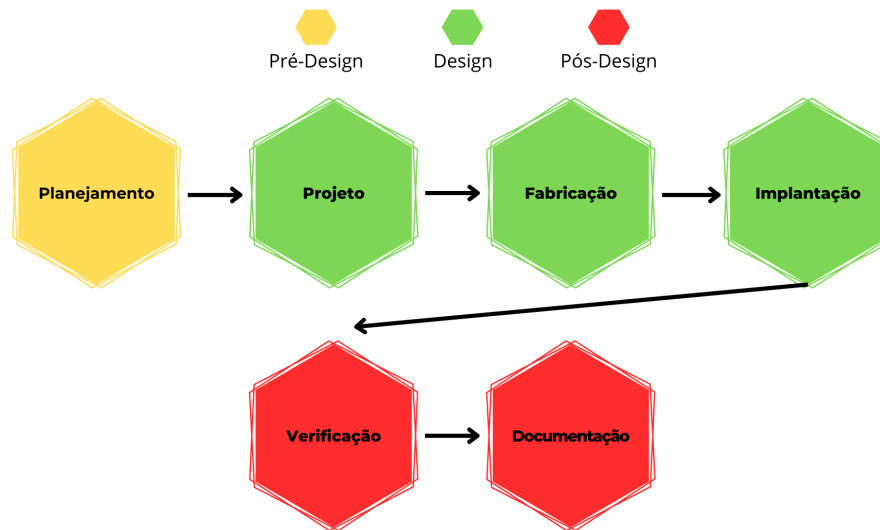 Pré-Design
Design
Pós-Design
Planejamento
Projeto
Fabricação
Implantação
Verificação
Documentação